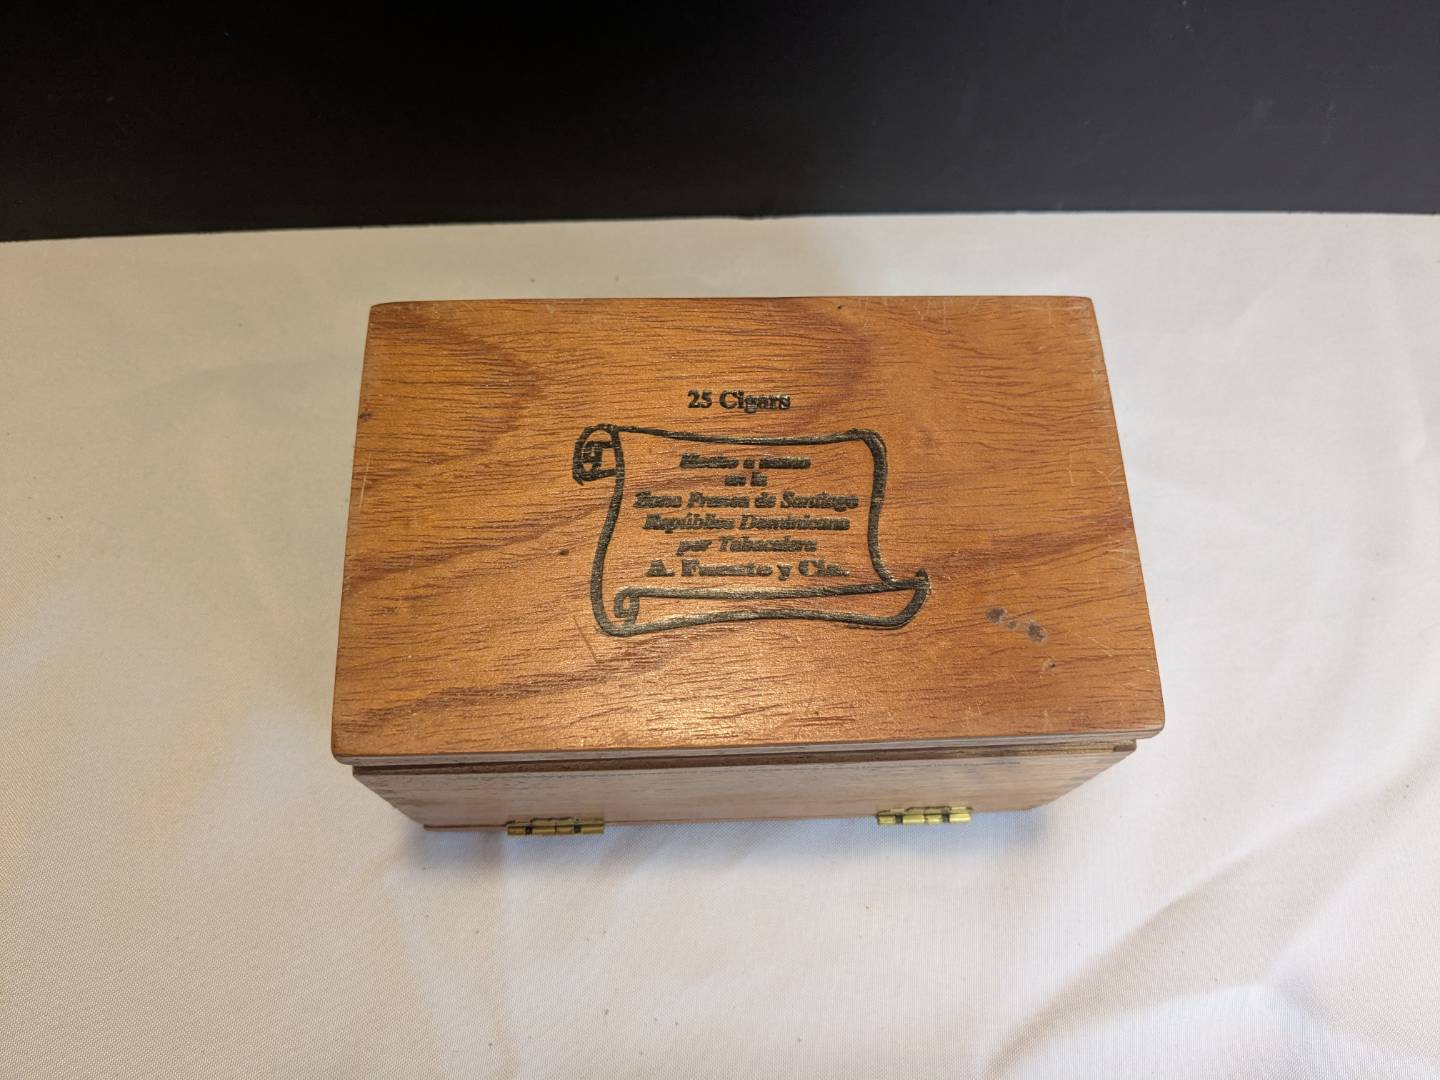 25 Cigars
Hecho a mano
en la
Zona Franca de Santiago
República Dominicana
por Tabacalera
A. Fuente y Cia.